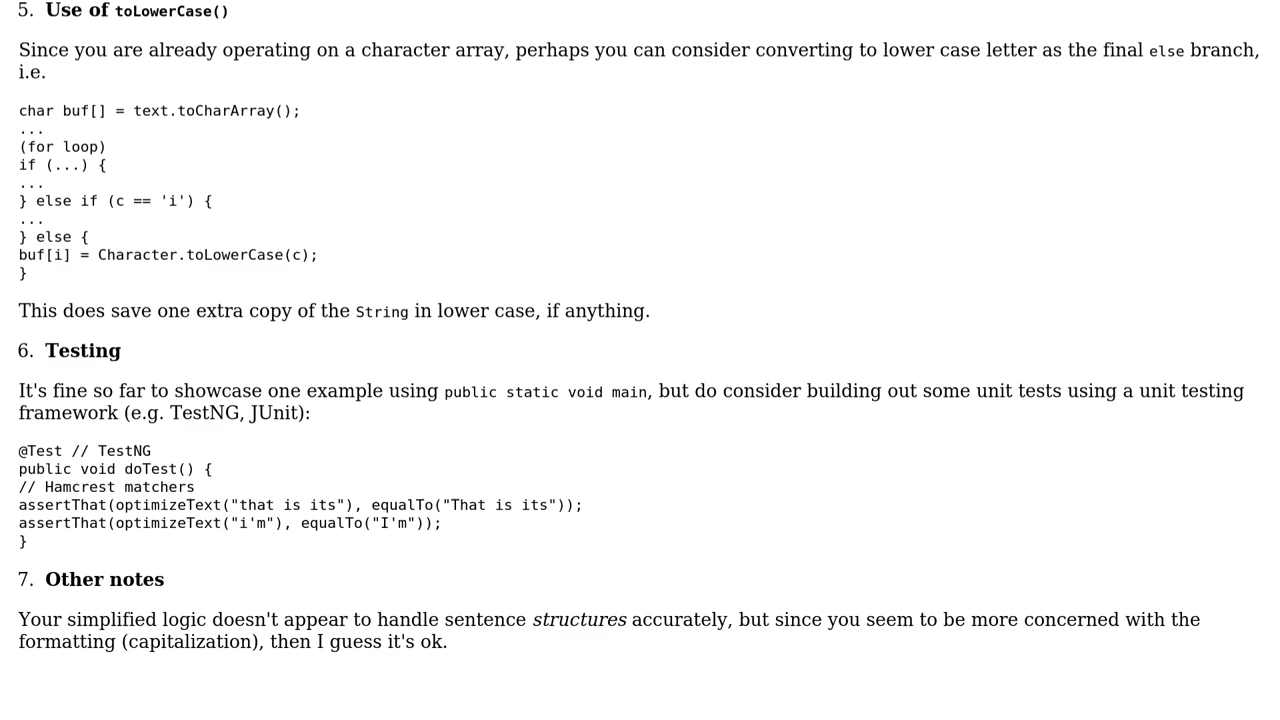 5. Use of toLowerCase()
Since you are already operating on a character array, perhaps you can consider converting to lower case letter as the final else branch,
i.e.
char buf[] = text.toCharArray();
...
(for loop)
if (...) {
...
} else if (c == 'i') {
...
} else {
buf[i] = Character.toLowerCase(c);
}
This does save one extra copy of the String in lower case, if anything.
6. Testing
It's fine so far to showcase one example using public static void main, but do consider building out some unit tests using a unit testing
framework (e.g. TestNG, JUnit):
@Test // TestNG
public void doTest() {
// Hamcrest matchers
assertThat(optimizeText("that is its"), equalTo("That is its"));
assertThat(optimizeText("i'm"), equalTo("I'm"));
}
7. Other notes
Your simplified logic doesn't appear to handle sentence structures accurately, but since you seem to be more concerned with the
formatting (capitalization), then I guess it's ok.